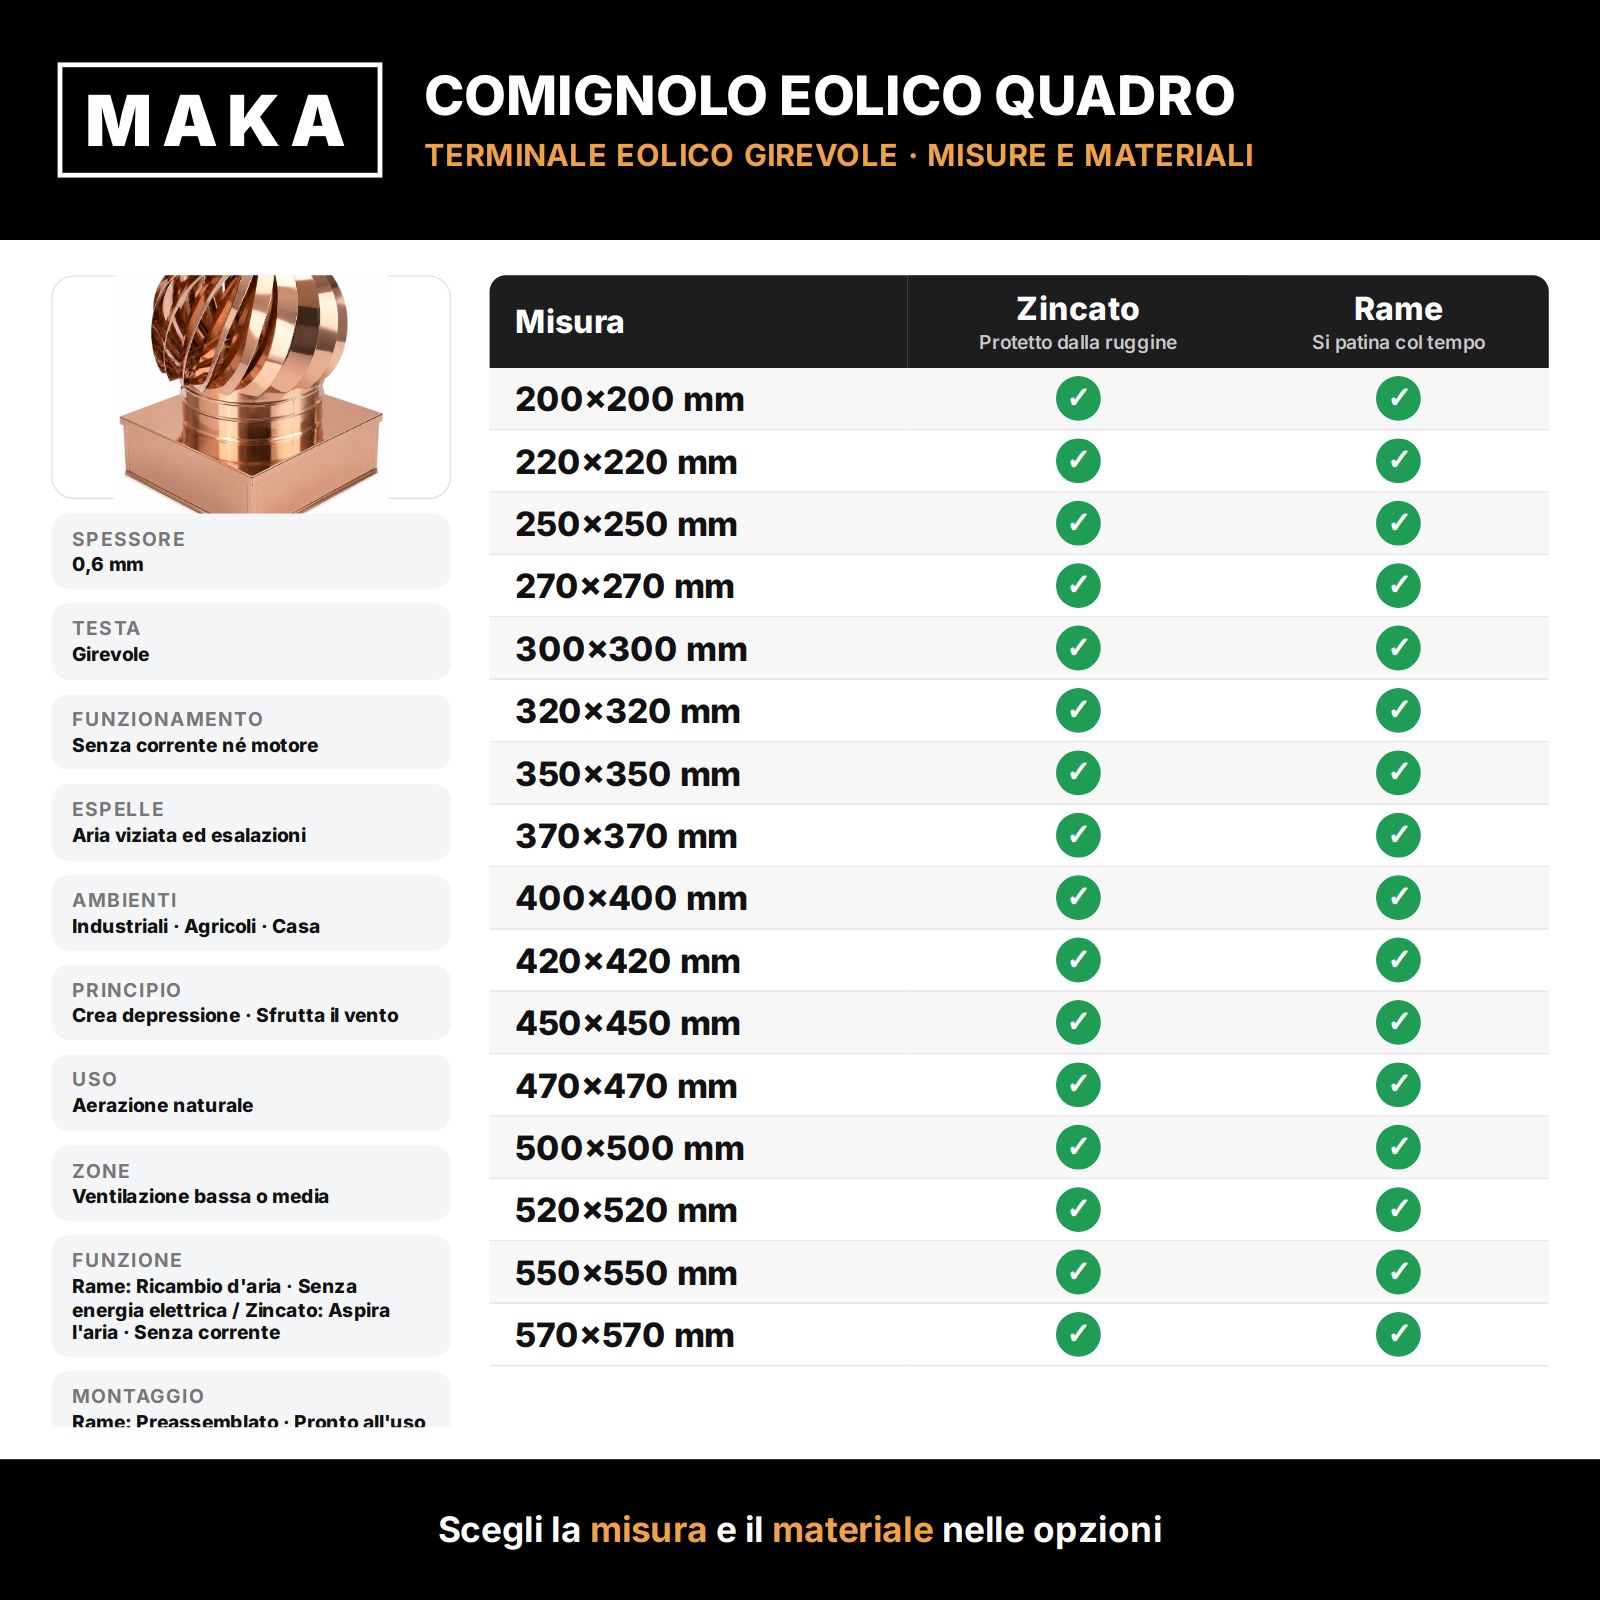 MAKA
COMIGNOLO EOLICO QUADRO
TERMINALE EOLICO GIREVOLE · MISURE E MATERIALI
SPESSORE
0,6 mm
TESTA
Girevole
FUNZIONAMENTO
Senza corrente né motore
ESPELLE
Aria viziata ed esalazioni
AMBIENTI
Industriali · Agricoli · Casa
PRINCIPIO
Crea depressione · Sfrutta il vento
USO
Aerazione naturale
ZONE
Ventilazione bassa o media
FUNZIONE
Rame: Ricambio d'aria · Senza
energia elettrica / Zincato: Aspira
l'aria · Senza corrente
MONTAGGIO
Rame: Preassemblato · Pronto all'uso
Misura Zincato Rame
Protetto dalla ruggine Si patina col tempo
200×200 mm ✓ ✓
220×220 mm ✓ ✓
250×250 mm ✓ ✓
270×270 mm ✓ ✓
300×300 mm ✓ ✓
320×320 mm ✓ ✓
350×350 mm ✓ ✓
370×370 mm ✓ ✓
400×400 mm ✓ ✓
420×420 mm ✓ ✓
450×450 mm ✓ ✓
470×470 mm ✓ ✓
500×500 mm ✓ ✓
520×520 mm ✓ ✓
550×550 mm ✓ ✓
570×570 mm ✓ ✓
Scegli la misura e il materiale nelle opzioni